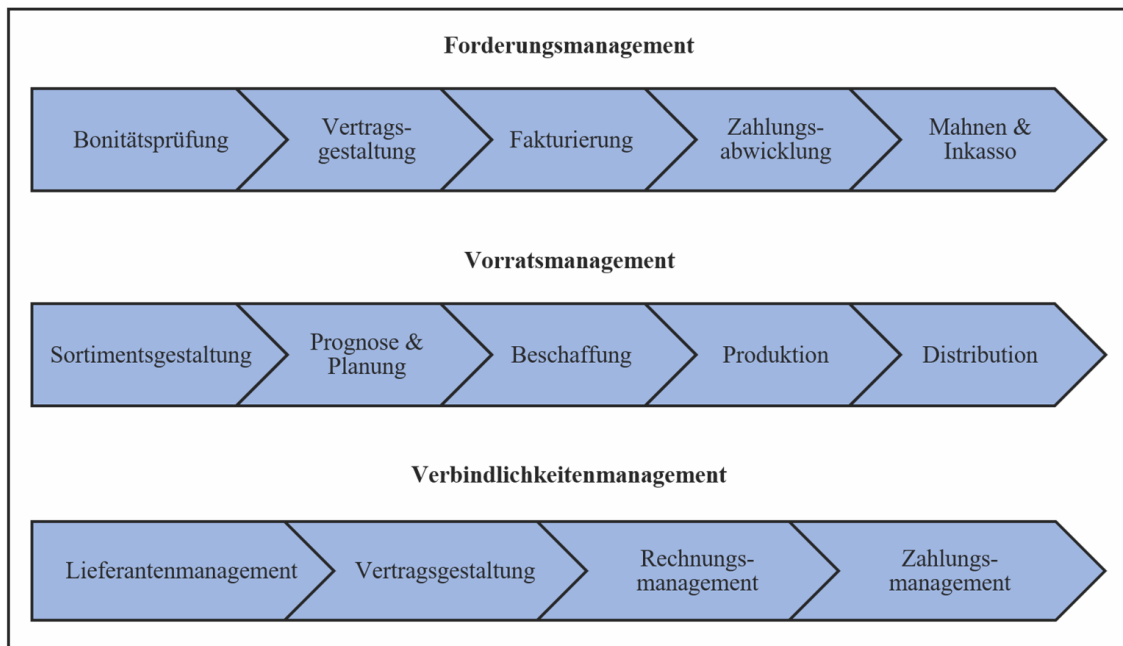 Forderungsmanagement
Bonitätsprüfung
Vertrags-
gestaltung
Fakturierung
Zahlungs-
abwicklung
Mahnen &
Inkasso
Vorratsmanagement
Sortimentsgestaltung
Prognose &
Planung
Beschaffung
Produktion
Distribution
Verbindlichkeitenmanagement
Lieferantenmanagement
Vertragsgestaltung
Rechnungs-
management
Zahlungs-
management